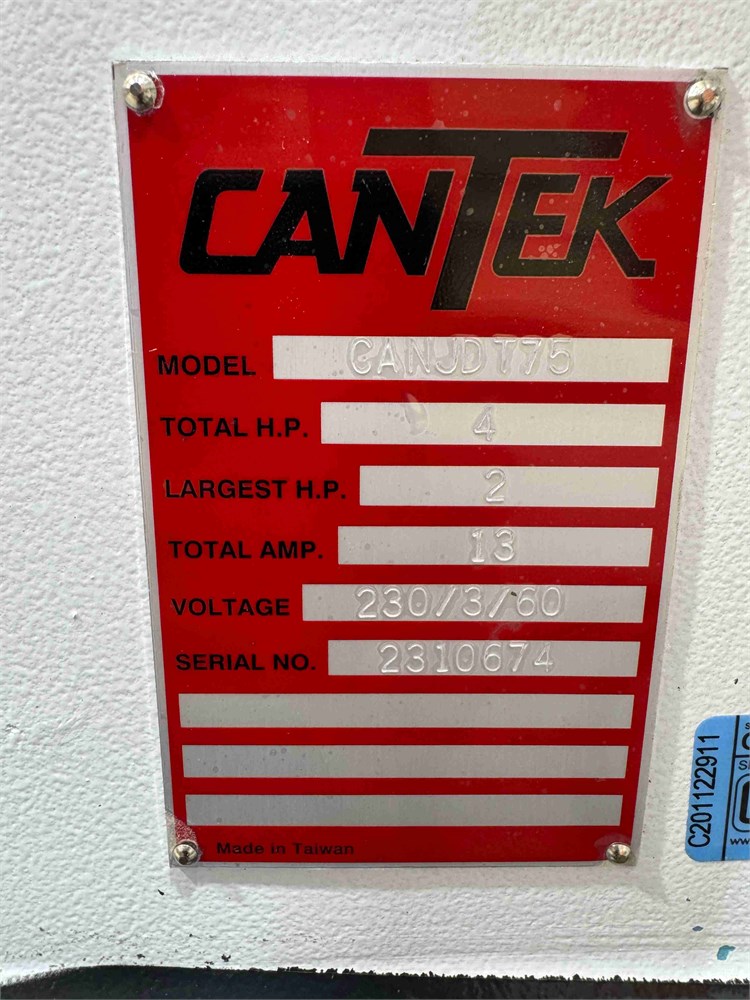 CANTEK
MODEL CANJDT75
TOTAL H.P. 4
LARGEST H.P. 2
TOTAL AMP. 13
VOLTAGE 230/3/60
SERIAL NO. 2310674
Made in Taiwan
C201122911
www